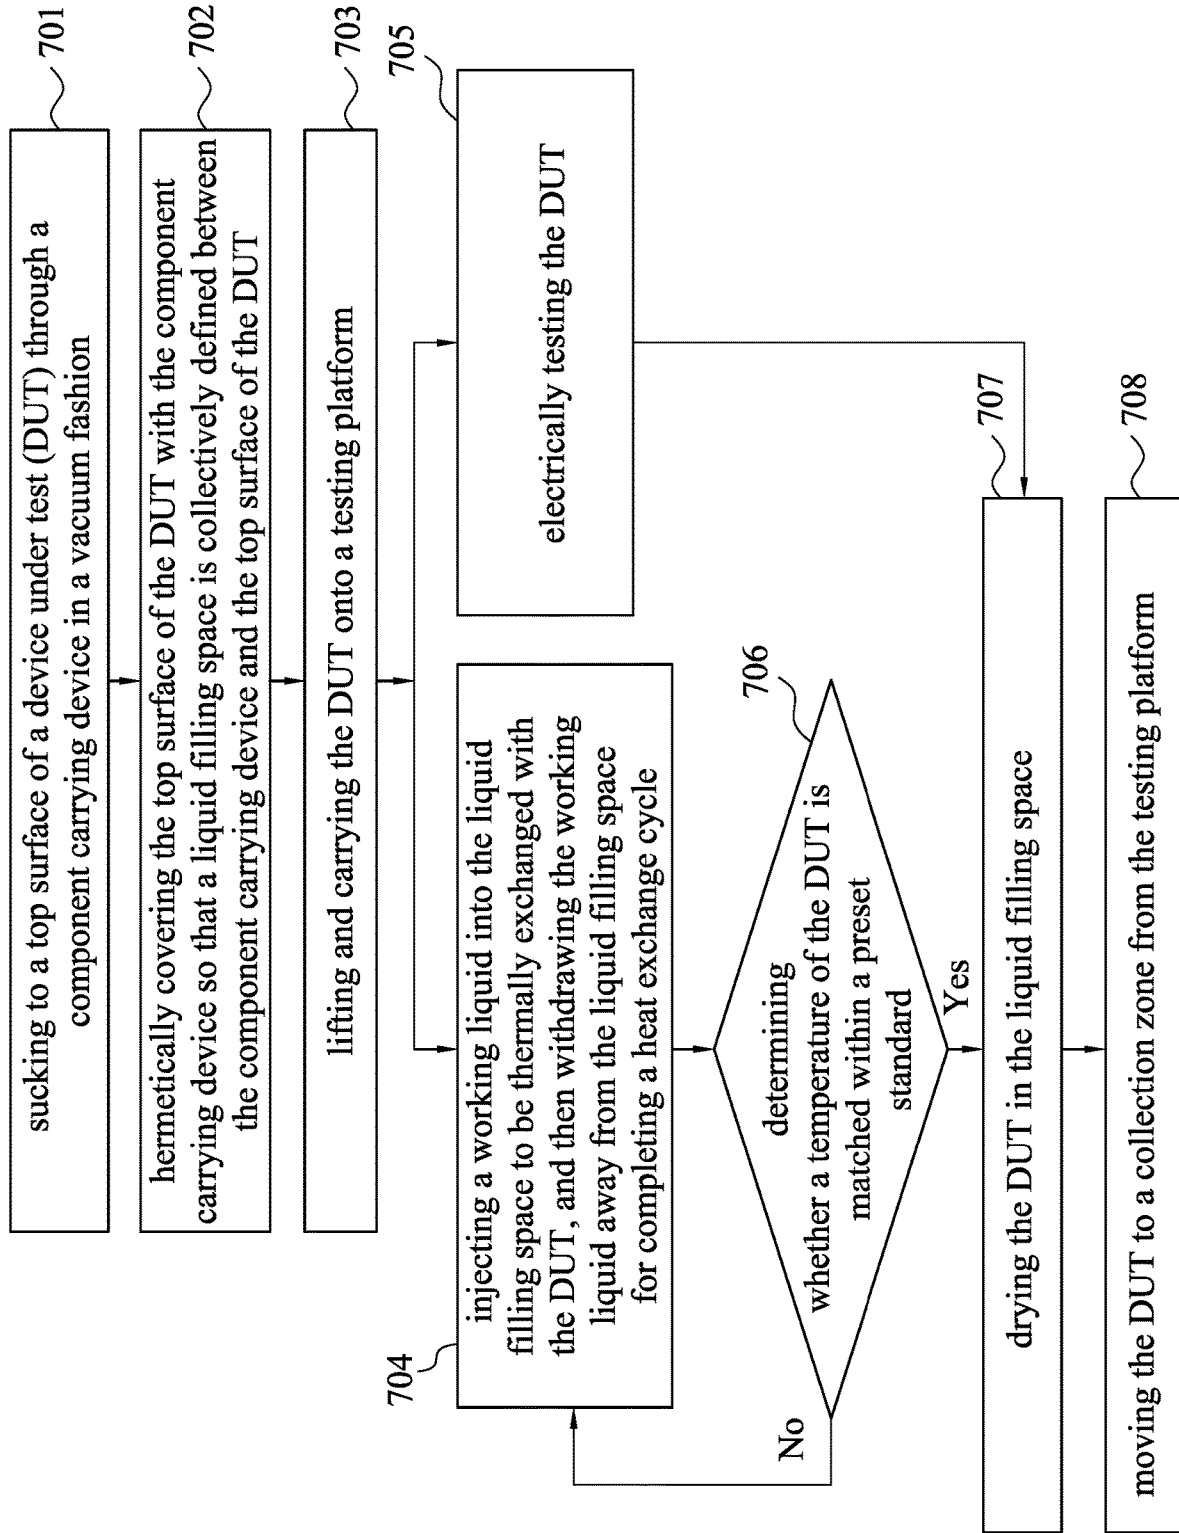 701
sucking to a top surface of a device under test (DUT) through a
component carrying device in a vacuum fashion
702
hermetically covering the top surface of the DUT with the component
carrying device so that a liquid filling space is collectively defined between
the component carrying device and the top surface of the DUT
703
lifting and carrying the DUT onto a testing platform
704
injecting a working liquid into the liquid
filling space to be thermally exchanged with
the DUT, and then withdrawing the working
liquid away from the liquid filling space
for completing a heat exchange cycle
705
electrically testing the DUT
706
determining
whether a temperature of the DUT is
matched within a preset
standard
No
Yes
707
drying the DUT in the liquid filling space
708
moving the DUT to a collection zone from the testing platform